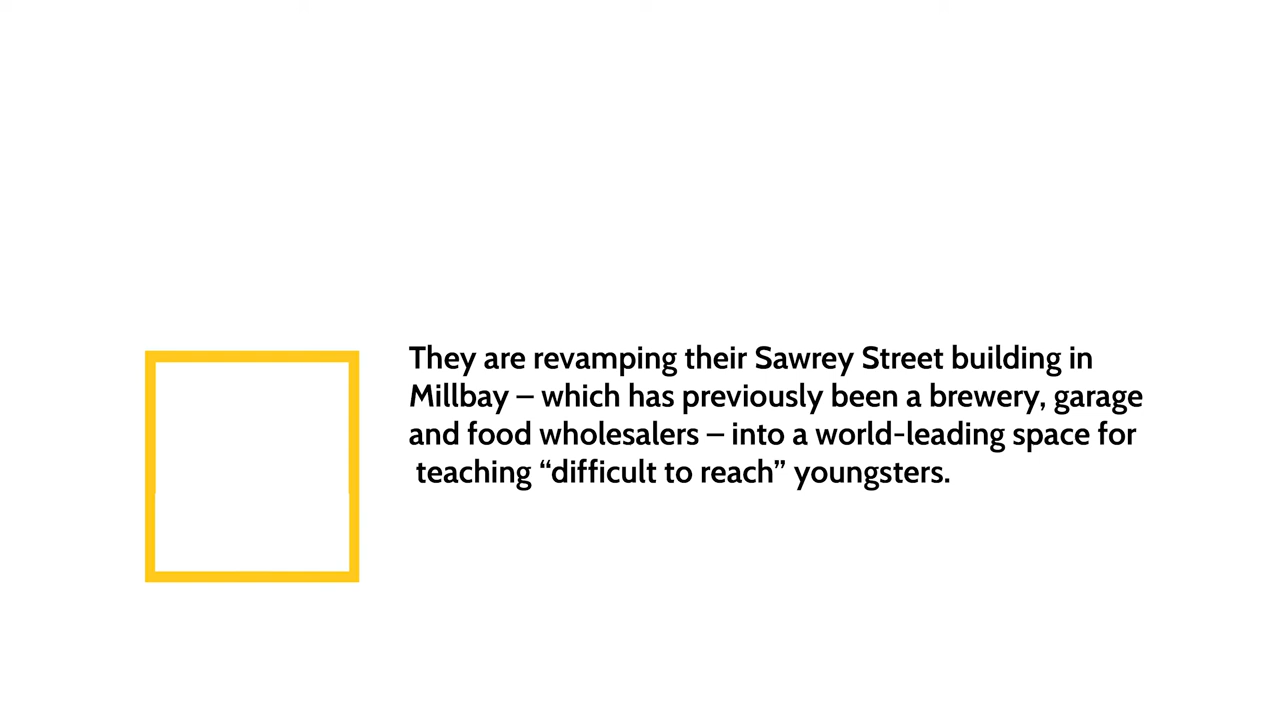 They are revamping their Sawrey Street building in
Millbay – which has previously been a brewery, garage
and food wholesalers – into a world-leading space for
teaching “difficult to reach” youngsters.